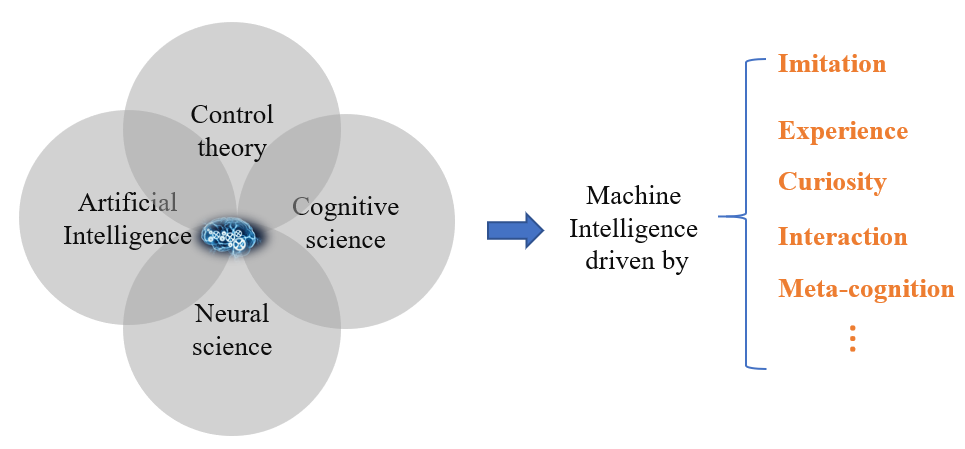 Control
theory
Artificial
Intelligence
Cognitive
science
Neural
science
Machine
Intelligence
driven by
Imitation
Experience
Curiosity
Interaction
Meta-cognition
⋮